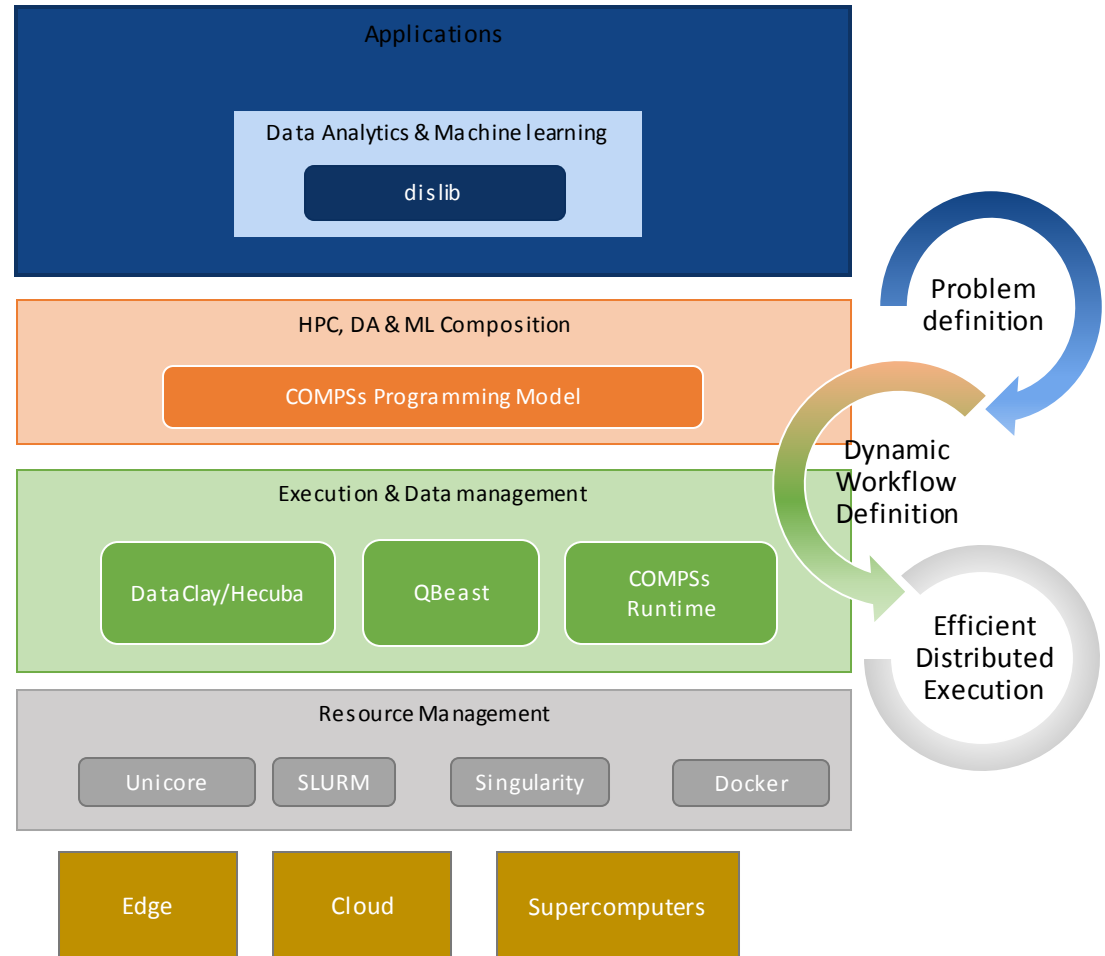 Applications
Data Analytics & Machine learning
dislib
HPC, DA & ML Composition
COMPSs Programming Model
Execution & Data management
DataClay/Hecuba
QBeast
COMPSs
Runtime
Resource Management
Unicore
SLURM
Singularity
Docker
Edge
Cloud
Supercomputers
Problem
definition
Dynamic
Workflow
Definition
Efficient
Distributed
Execution